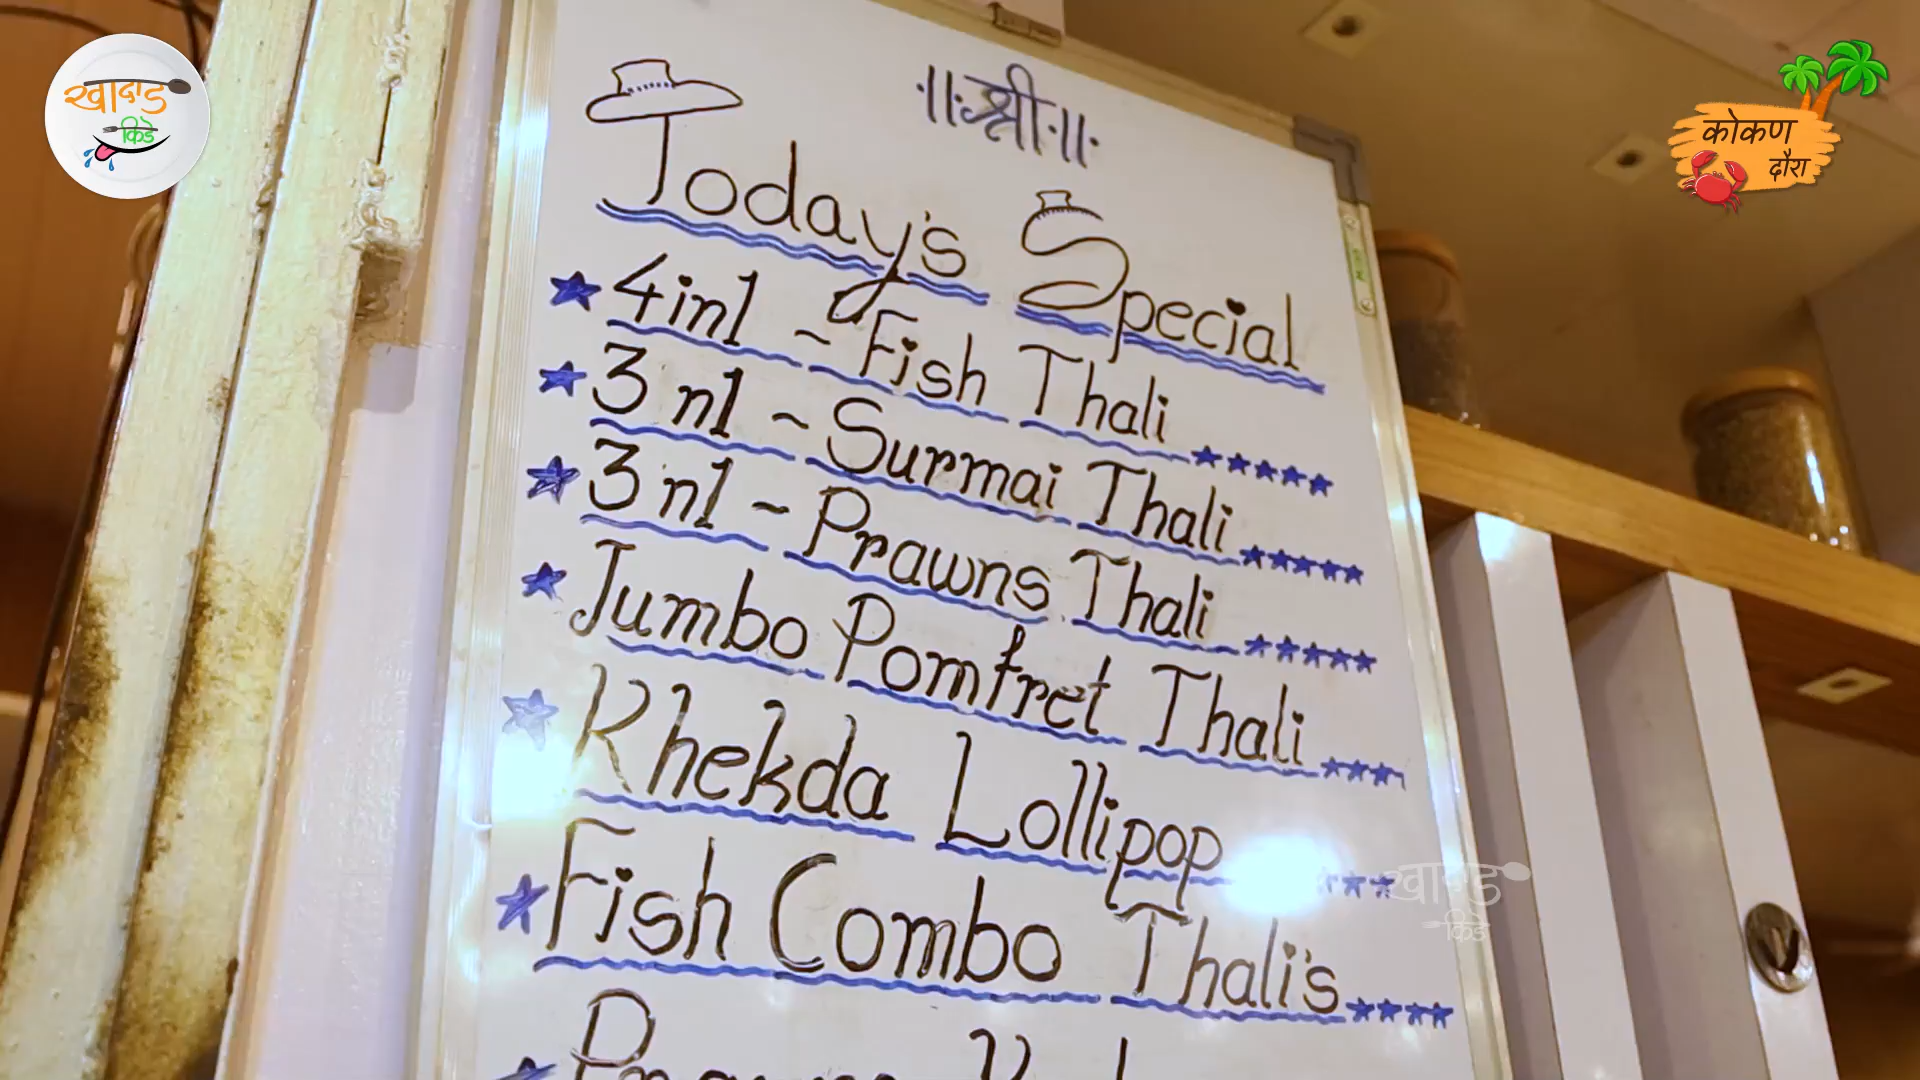 खादाड
किडे
कोकण
दौरा
॥श्री॥
Today's Special
4in1 ~ Fish Thali
3 n1 ~ Surmai Thali
3 n1 ~ Prawns Thali
Jumbo Pomfret Thali
Khekda Lollipop
Fish Combo Thali's
खादाड
किडे